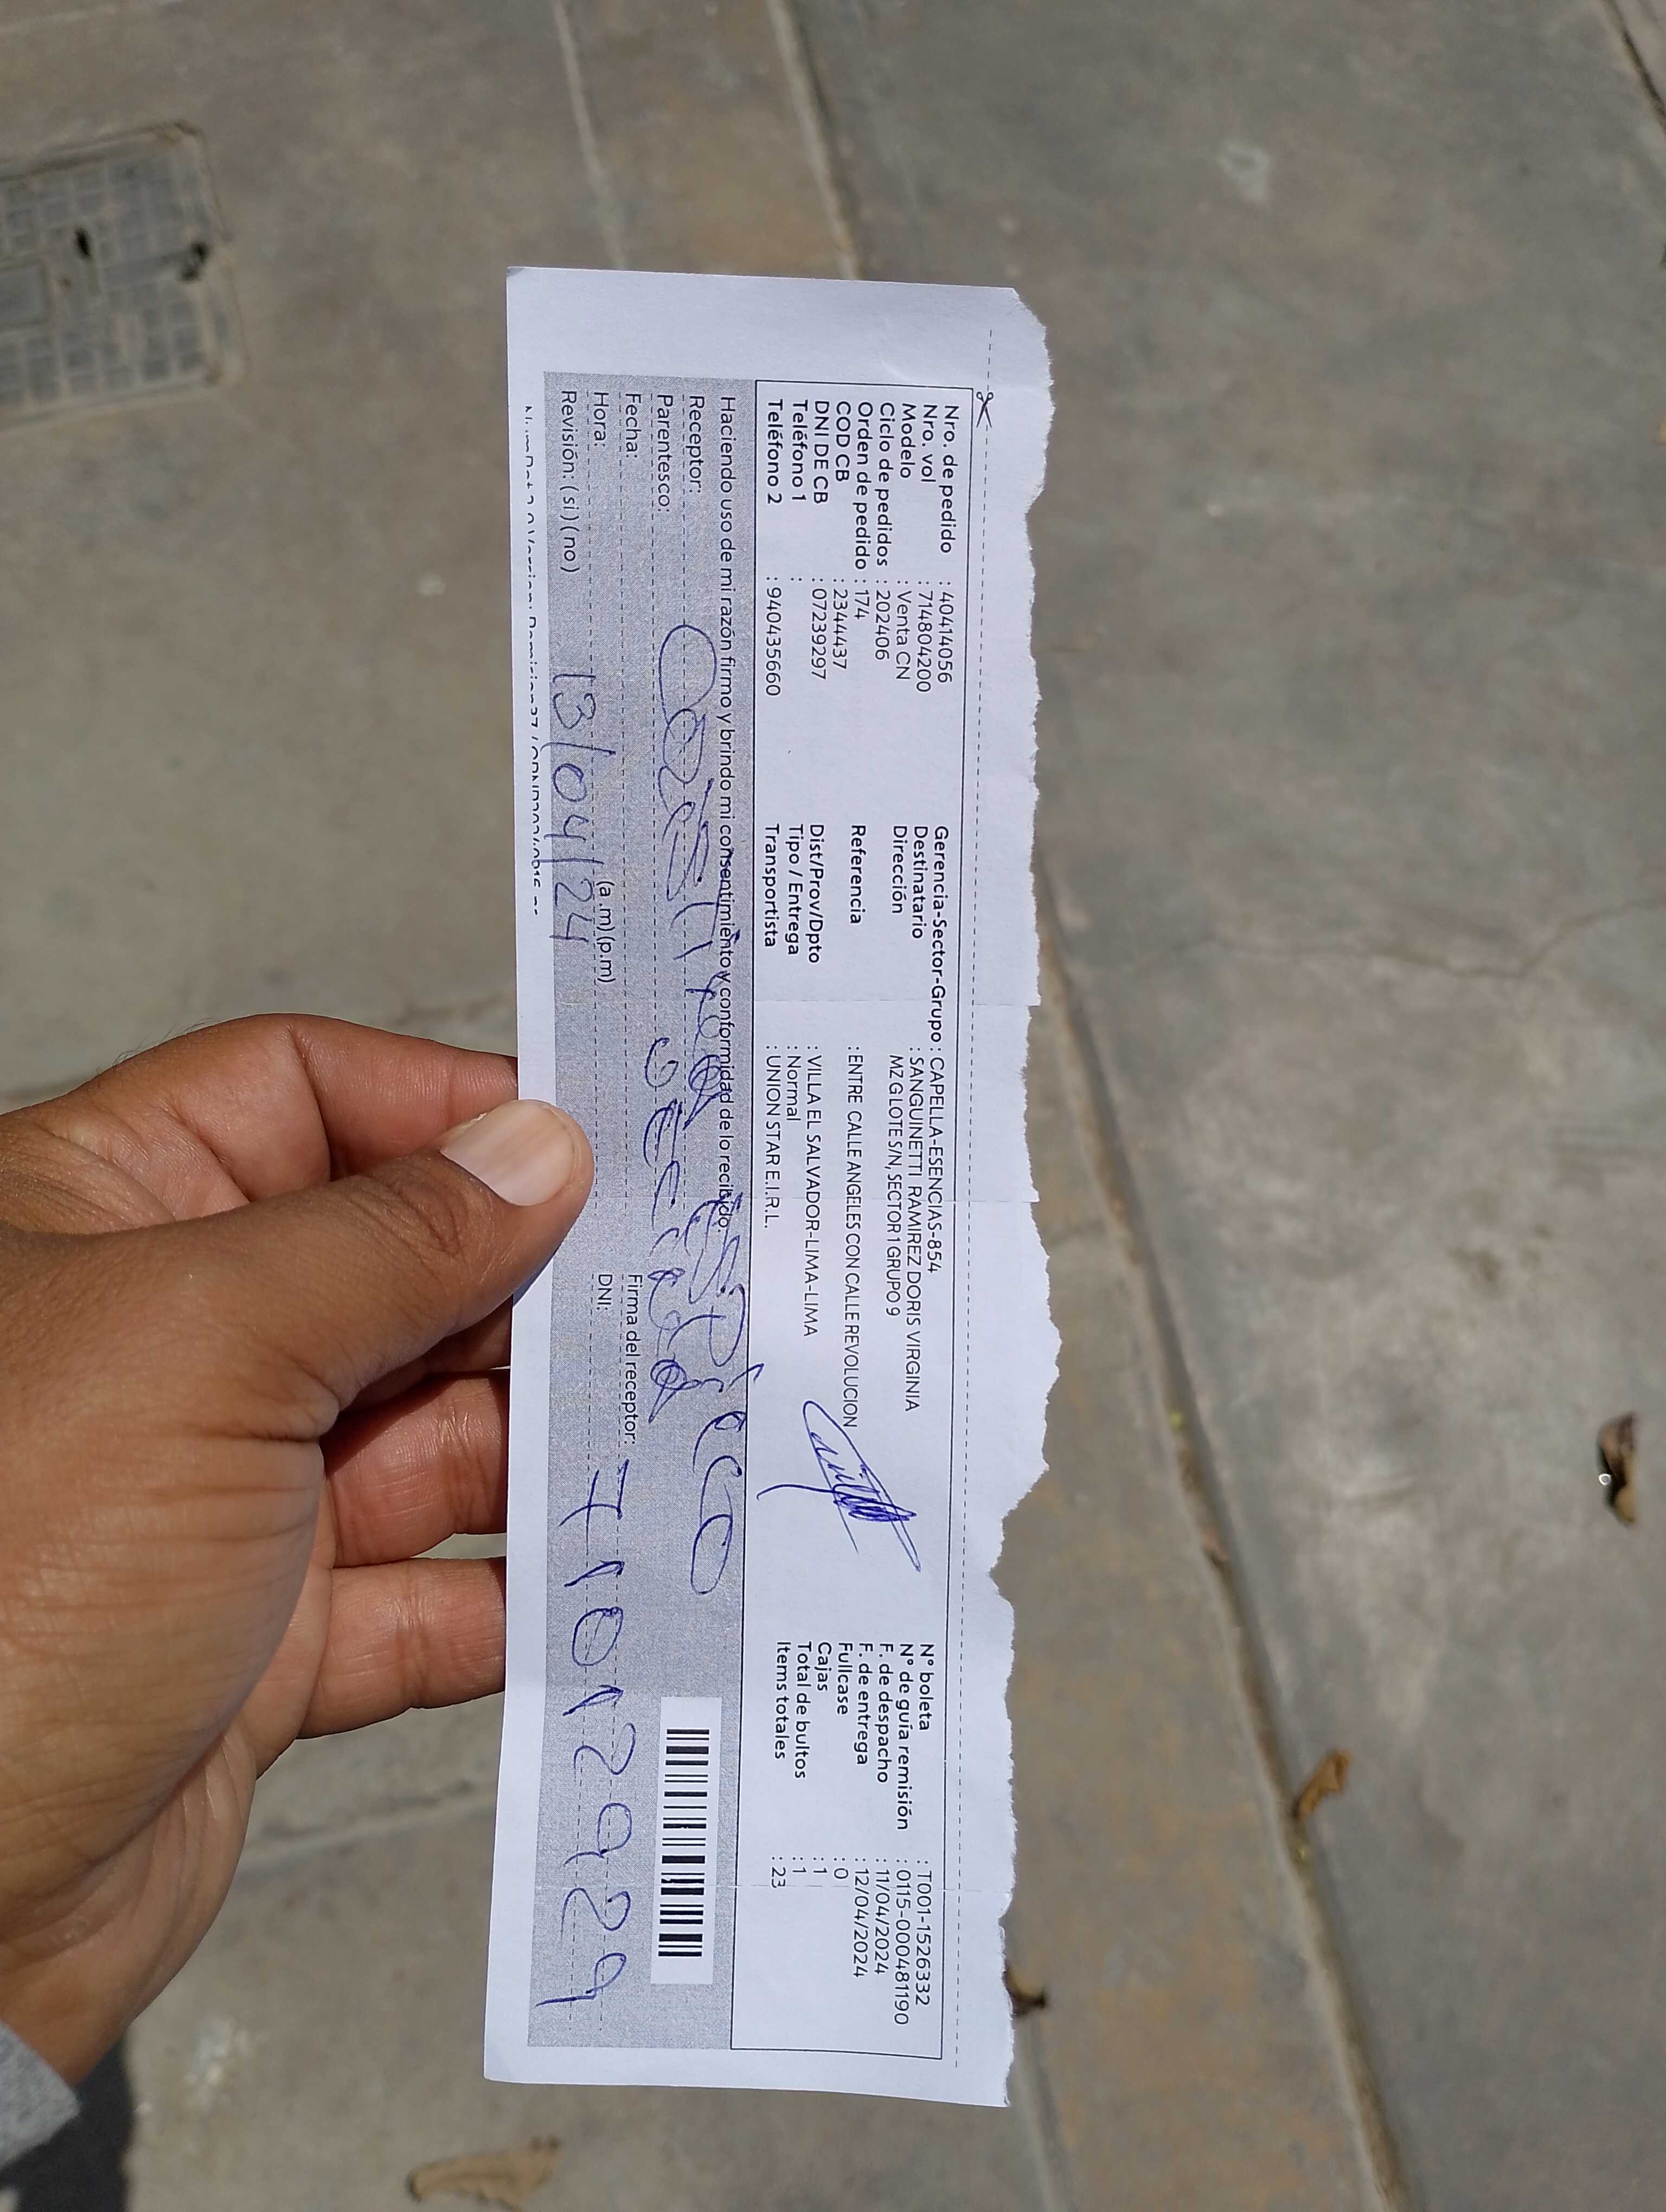 Nro. de pedido : 40414056
Nro. vol : 714804200
Modelo : Venta CN
Ciclo de pedidos : 202406
Orden de pedido : 174
COD CB : 2344437
DNI DE CB : 07239297
Teléfono 1 :
Teléfono 2 : 940435660
Gerencia-Sector-Grupo : CAPELLA-ESENCIAS-854
Destinatario : SANGUINETTI RAMIREZ DORIS VIRGINIA
Dirección MZ G LOTE S/N, SECTOR 1 GRUPO 9
Referencia : ENTRE CALLE ANGELES CON CALLE REVOLUCION
Dist/Prov/Dpto : VILLA EL SALVADOR-LIMA-LIMA
Tipo / Entrega : Normal
Transportista : UNION STAR E.I.R.L.
N° boleta : T001-1526332
N° de guía remisión : 0115-000481190
F. de despacho : 11/04/2024
F. de entrega : 12/04/2024
Fullcase : 0
Cajas : 1
Total de bultos : 1
Items totales : 23
Haciendo uso de mi razón firmo y brindo mi consentimiento y conformidad de lo recibido.
Receptor:
Parentesco:
Fecha:
Firma del receptor:
Hora: (a.m) (p.m)
DNI:
Revisión: (si) (no)
13/04/24